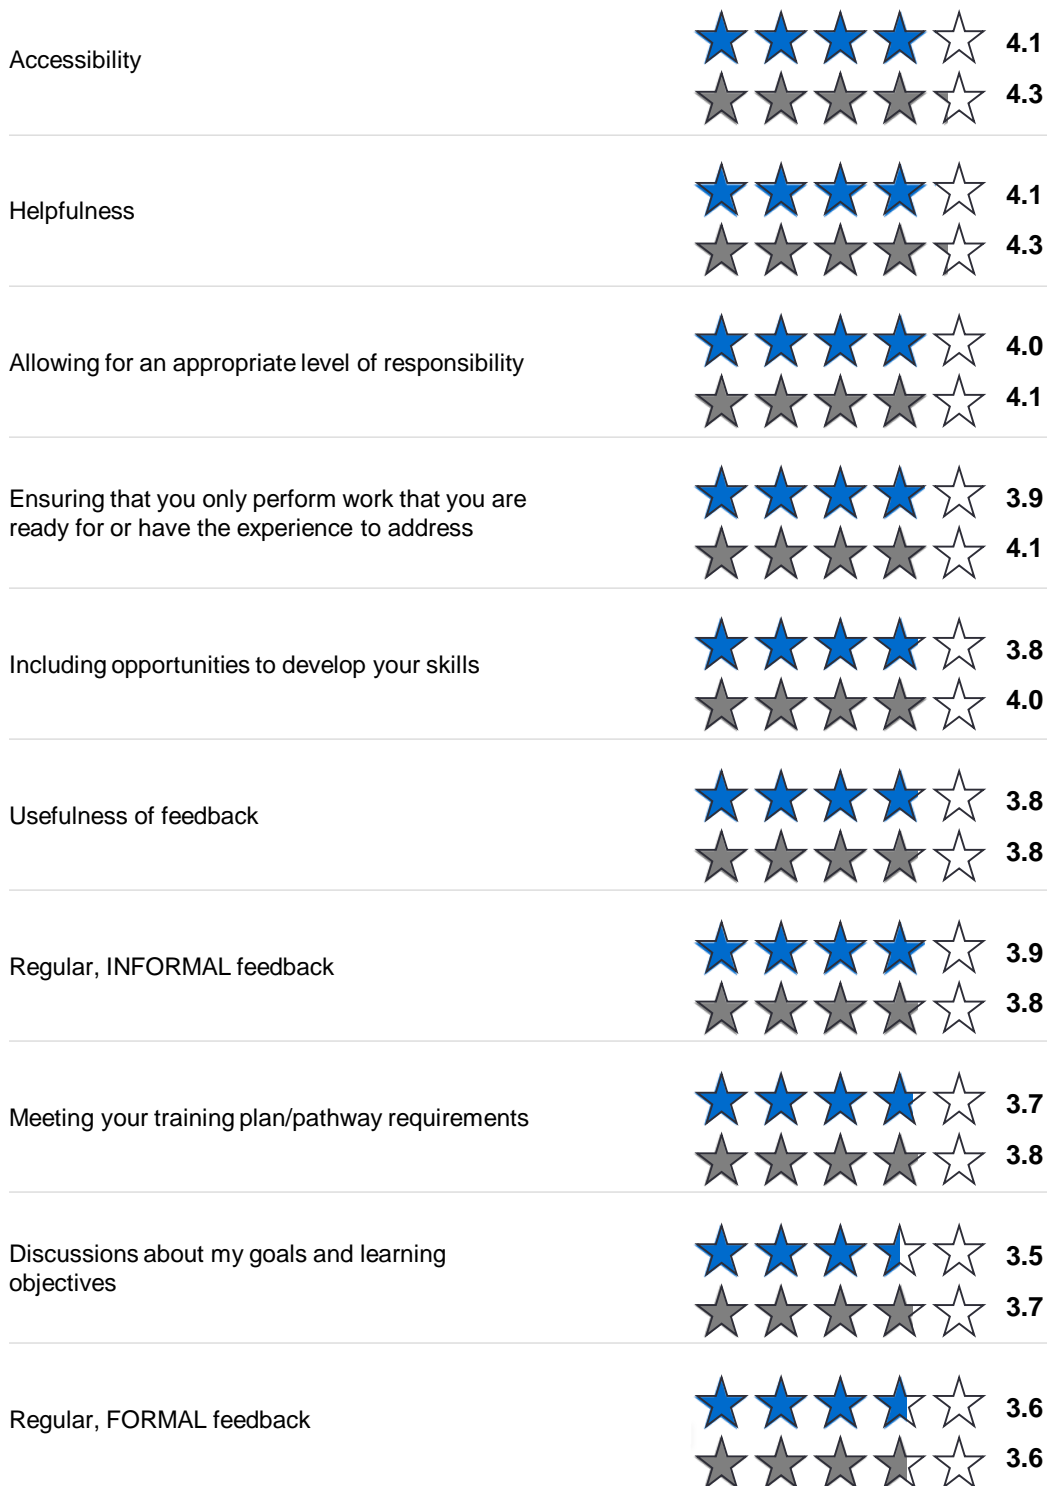 Accessibility
4.1
4.3
Helpfulness
4.1
4.3
Allowing for an appropriate level of responsibility
4.0
4.1
Ensuring that you only perform work that you are
ready for or have the experience to address
3.9
4.1
Including opportunities to develop your skills
3.8
4.0
Usefulness of feedback
3.8
3.8
Regular, INFORMAL feedback
3.9
3.8
Meeting your training plan/pathway requirements
3.7
3.8
Discussions about my goals and learning
objectives
3.5
3.7
Regular, FORMAL feedback
3.6
3.6